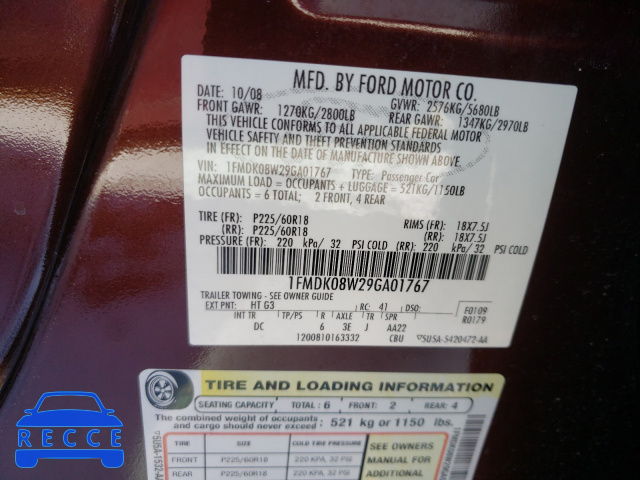 MFD. BY FORD MOTOR CO.
DATE: 10/08 GVWR: 2576KG/5680LB
FRONT GAWR: 1270KG/2800LB REAR GAWR: 1347KG/2970LB
THIS VEHICLE CONFORMS TO ALL APPLICABLE FEDERAL MOTOR
VEHICLE SAFETY AND THEFT PREVENTION STANDARDS
IN EFFECT ON THE DATE OF MANUFACTURE SHOWN
ABOVE.
VIN: 1FMDK08W29GA01767 TYPE: Passenger Car
MAXIMUM LOAD = OCCUPANTS + LUGGAGE = 521KG/1150LB
OCCUPANTS = 6 TOTAL; 2 FRONT, 4 REAR
TIRE (FR): P225/60R18 RIMS (FR): 18X7.5J
(RR): P225/60R18 (RR): 18X7.5J
PRESSURE (FR): 220 kPa/ 32 PSI COLD (RR): 220 kPa/ 32 PSI COLD
1FMDK08W29GA01767
TRAILER TOWING - SEE OWNER GUIDE
EXT PNT: HT G3 RC: 41 DSO: F0109
INT TR TP/PS R AXLE TR SPR R0179
DC 6 3E J AA22
120081016333​2 CBU ▽5U5A-5420472-AA
TIRE AND LOADING INFORMATION
SEATING CAPACITY TOTAL: 6 FRONT: 2 REAR: 4
The combined weight of occupants and cargo should never exceed: 521 kg or 1150 lbs.
TIRE SIZE COLD TIRE PRESSURE SEE OWNERS
FRONT P225/60R18 220 KPA, 32 PSI MANUAL FOR
REAR P225/60R18 220 KPA, 32 PSI ADDITIONAL
RECCE